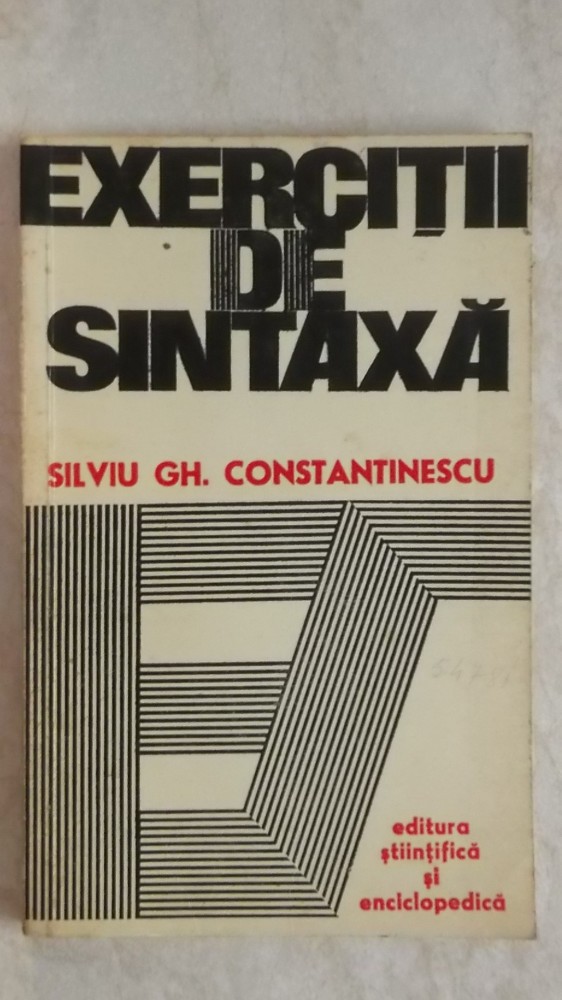 EXERCIȚII
DE
SINTAXĂ
SILVIU GH. CONSTANTINESCU
editura
științifică
și
enciclopedică